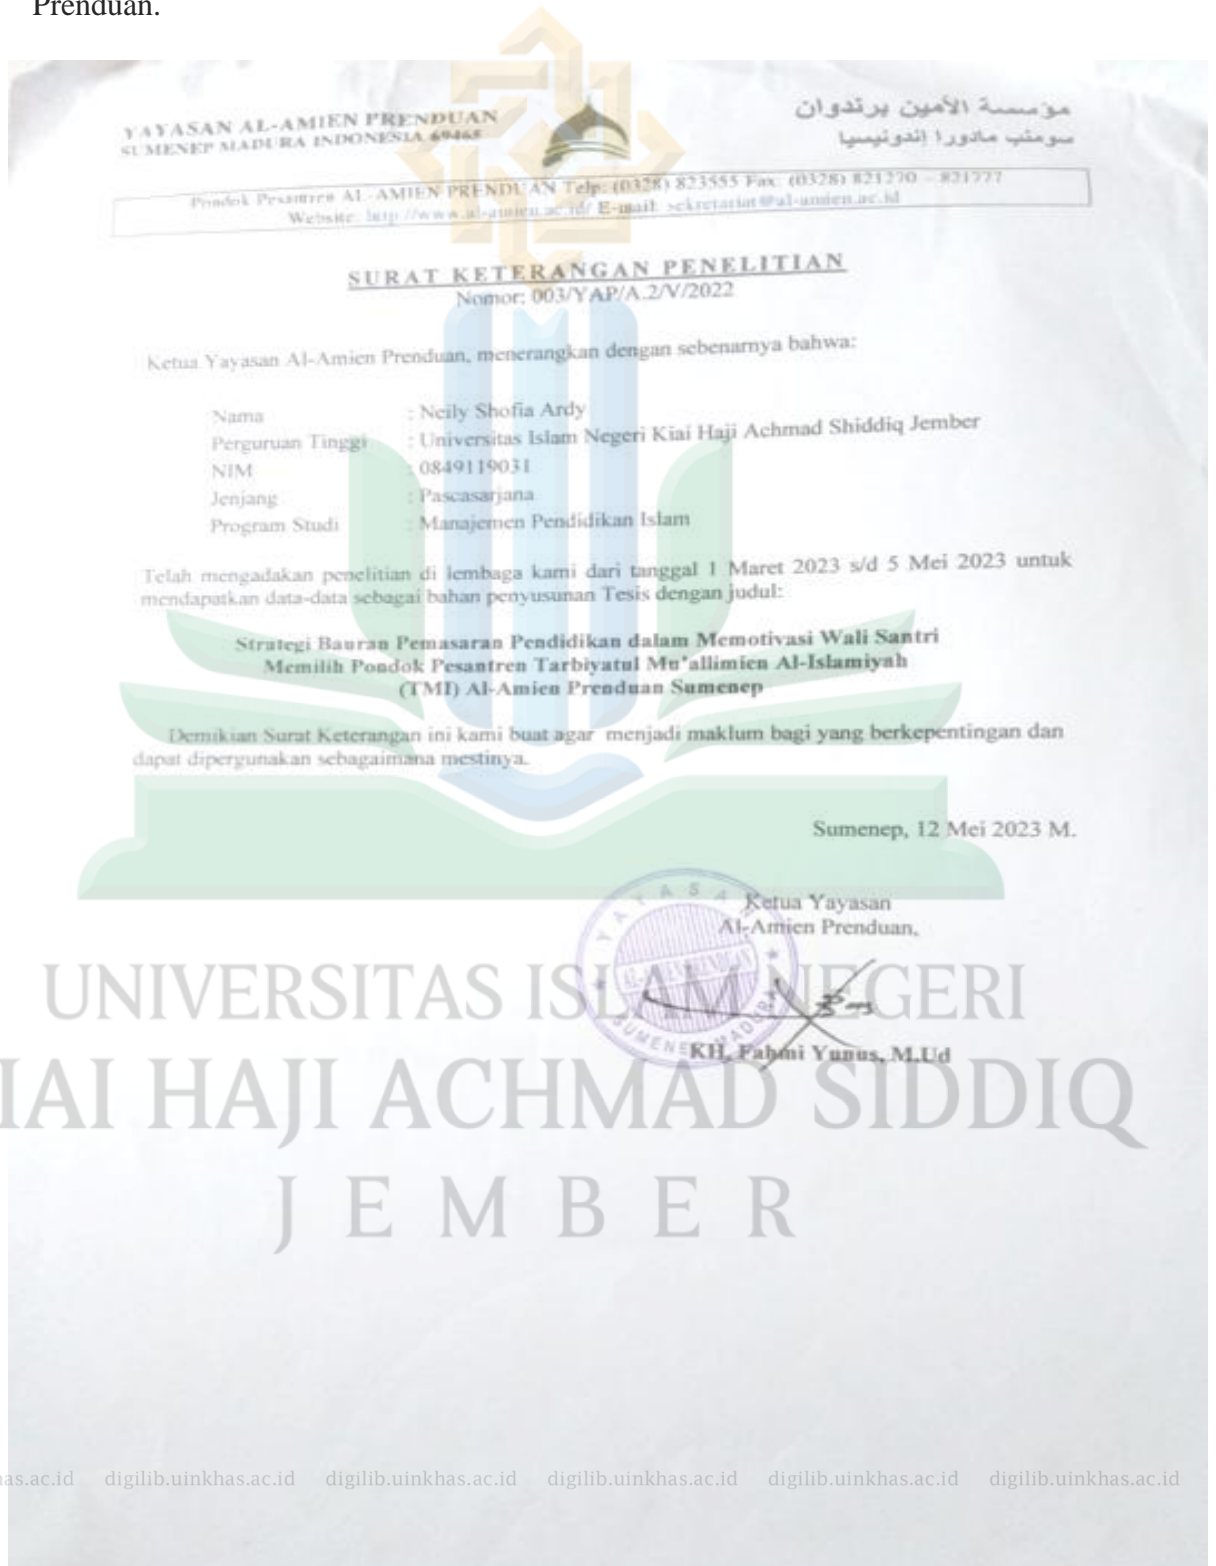 Prenduan.
YAYASAN AL-AMIEN PRENDUAN
SUMENEP MADURA INDONESIA 69465
مؤسسة الأمين برندوان
سومنب مادورا إندونيسيا
Pondok Pesantren AL-AMIEN PRENDUAN Telp: (0328) 823555 Fax: (0328) 821270 - 821777
Website: http://www.al-amien.ac.id/ E-mail: sekretariat@al-amien.ac.id
SURAT KETERANGAN PENELITIAN
Nomor: 003/YAP/A.2/V/2022
Ketua Yayasan Al-Amien Prenduan, menerangkan dengan sebenarnya bahwa:
Nama : Neily Shofia Ardy
Perguruan Tinggi : Universitas Islam Negeri Kiai Haji Achmad Shiddiq Jember
NIM : 0849119031
Jenjang : Pascasarjana
Program Studi : Manajemen Pendidikan Islam
Telah mengadakan penelitian di lembaga kami dari tanggal 1 Maret 2023 s/d 5 Mei 2023 untuk
mendapatkan data-data sebagai bahan penyusunan Tesis dengan judul:
Strategi Bauran Pemasaran Pendidikan dalam Memotivasi Wali Santri
Memilih Pondok Pesantren Tarbiyatul Mu'allimien Al-Islamiyah
(TMI) Al-Amien Prenduan Sumenep
Demikian Surat Keterangan ini kami buat agar menjadi maklum bagi yang berkepentingan dan
dapat dipergunakan sebagaimana mestinya.
Sumenep, 12 Mei 2023 M.
Ketua Yayasan
Al-Amien Prenduan,
YAYASAN
AL-AMIEN PRENDUAN
SUMENEP MADURA
KH. Fahmi Yunus, M.Ud
UNIVERSITAS ISLAM NEGERI
IAI HAJI ACHMAD SIDDIQ
JEMBER
as.ac.id digilib.uinkhas.ac.id digilib.uinkhas.ac.id digilib.uinkhas.ac.id digilib.uinkhas.ac.id digilib.uinkhas.ac.id